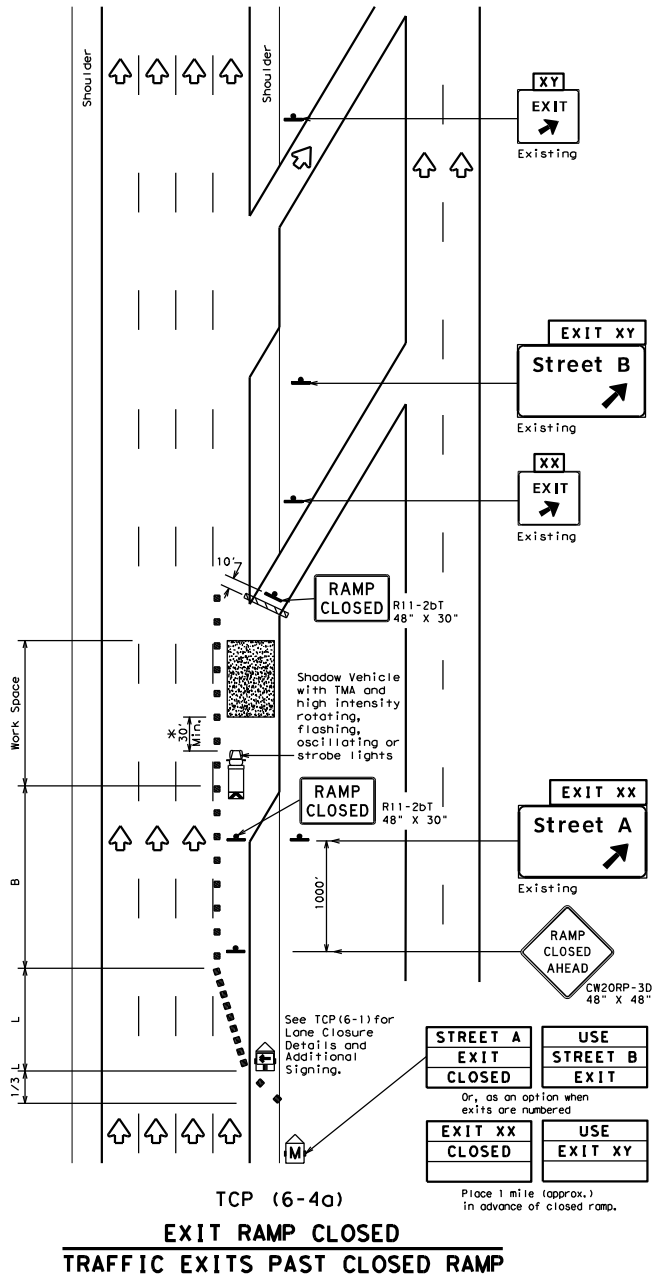 Shoulder
Shoulder
XY
EXIT
Existing
EXIT XY
Street B
Existing
XX
EXIT
Existing
10'
RAMP
CLOSED
R11-2bT
48" X 30"
Work Space
*
30'
Min.
Shadow Vehicle
with TMA and
high intensity
rotating,
flashing,
oscillating or
strobe lights
RAMP
CLOSED
R11-2bT
48" X 30"
EXIT XX
Street A
Existing
B
1000'
RAMP
CLOSED
AHEAD
CW20RP-3D
48" X 48"
L
See TCP(6-1)for
Lane Closure
Details and
Additional
Signing.
1/3 L
STREET A
EXIT
CLOSED
USE
STREET B
EXIT
Or, as an option when
exits are numbered
EXIT XX
CLOSED
USE
EXIT XY
M
Place 1 mile (approx.)
in advance of closed ramp.
TCP (6-4a)
EXIT RAMP CLOSED
TRAFFIC EXITS PAST CLOSED RAMP